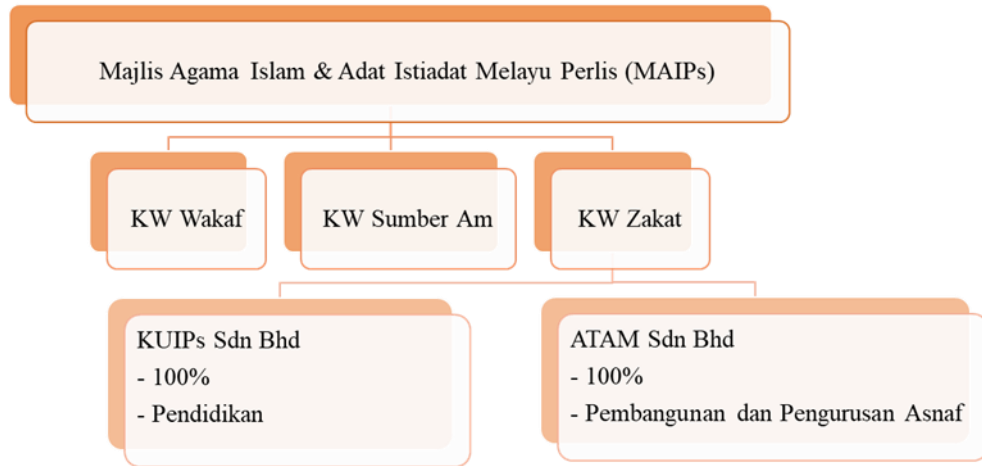 Majlis Agama Islam & Adat Istiadat Melayu Perlis (MAIPs)
KW Wakaf
KW Sumber Am
KW Zakat
KUIPs Sdn Bhd
- 100%
- Pendidikan
ATAM Sdn Bhd
- 100%
- Pembangunan dan Pengurusan Asnaf